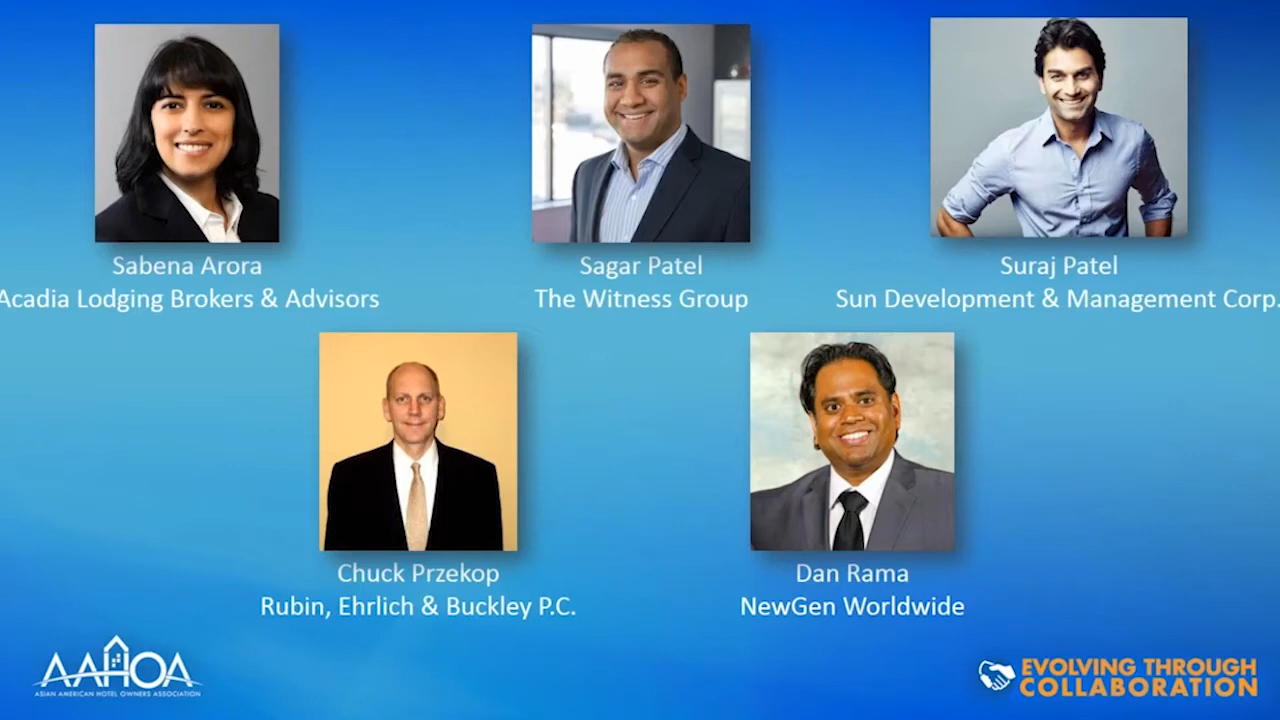 Sabena Arora
Acadia Lodging Brokers & Advisors
Sagar Patel
The Witness Group
Suraj Patel
Sun Development & Management Corp.
Chuck Przekop
Rubin, Ehrlich & Buckley P.C.
Dan Rama
NewGen Worldwide
AAHOA
ASIAN AMERICAN HOTEL OWNERS ASSOCIATION
EVOLVING THROUGH
COLLABORATION